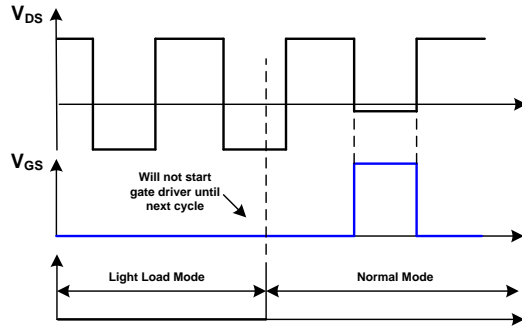 VDS
VGS
Will not start
gate driver until
next cycle
Light Load Mode
Normal Mode